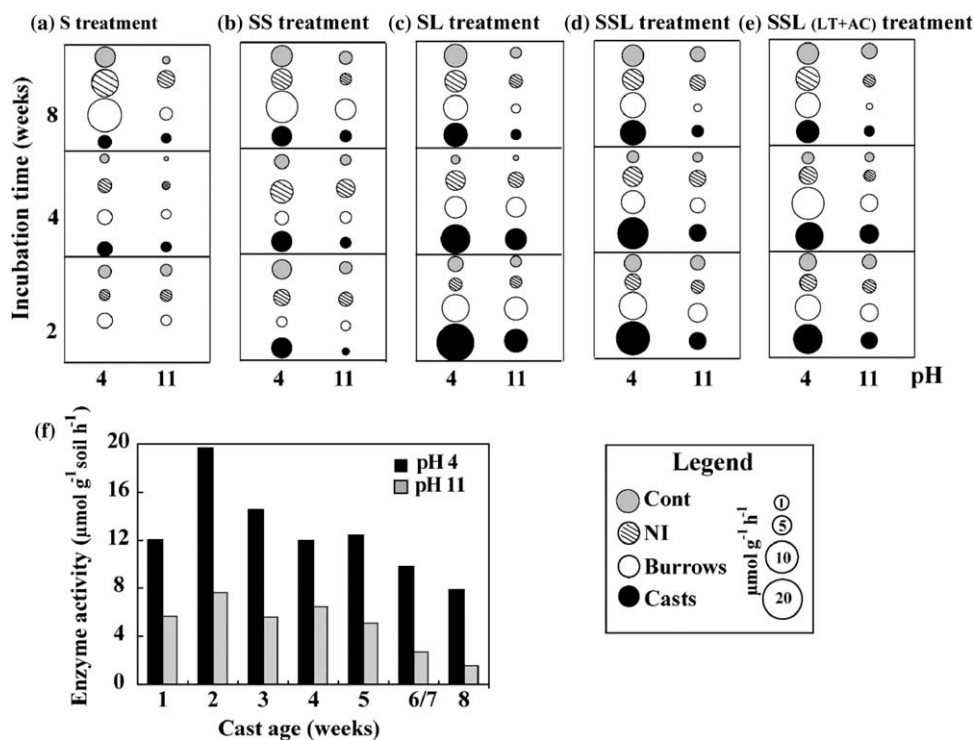 (a) S treatment
(b) SS treatment
(c) SL treatment
(d) SSL treatment
(e) SSL (LT+AC) treatment
Incubation time (weeks)
8
4
2
4 11 4 11 4 11 4 11 4 11 pH
(f)
Enzyme activity (µmol g⁻¹ soil h⁻¹)
20
16
12
8
4
0
pH 4
pH 11
1 2 3 4 5 6/7 8
Cast age (weeks)
Legend
Cont
NI
Burrows
Casts
µmol g⁻¹ h⁻¹
1
5
10
20